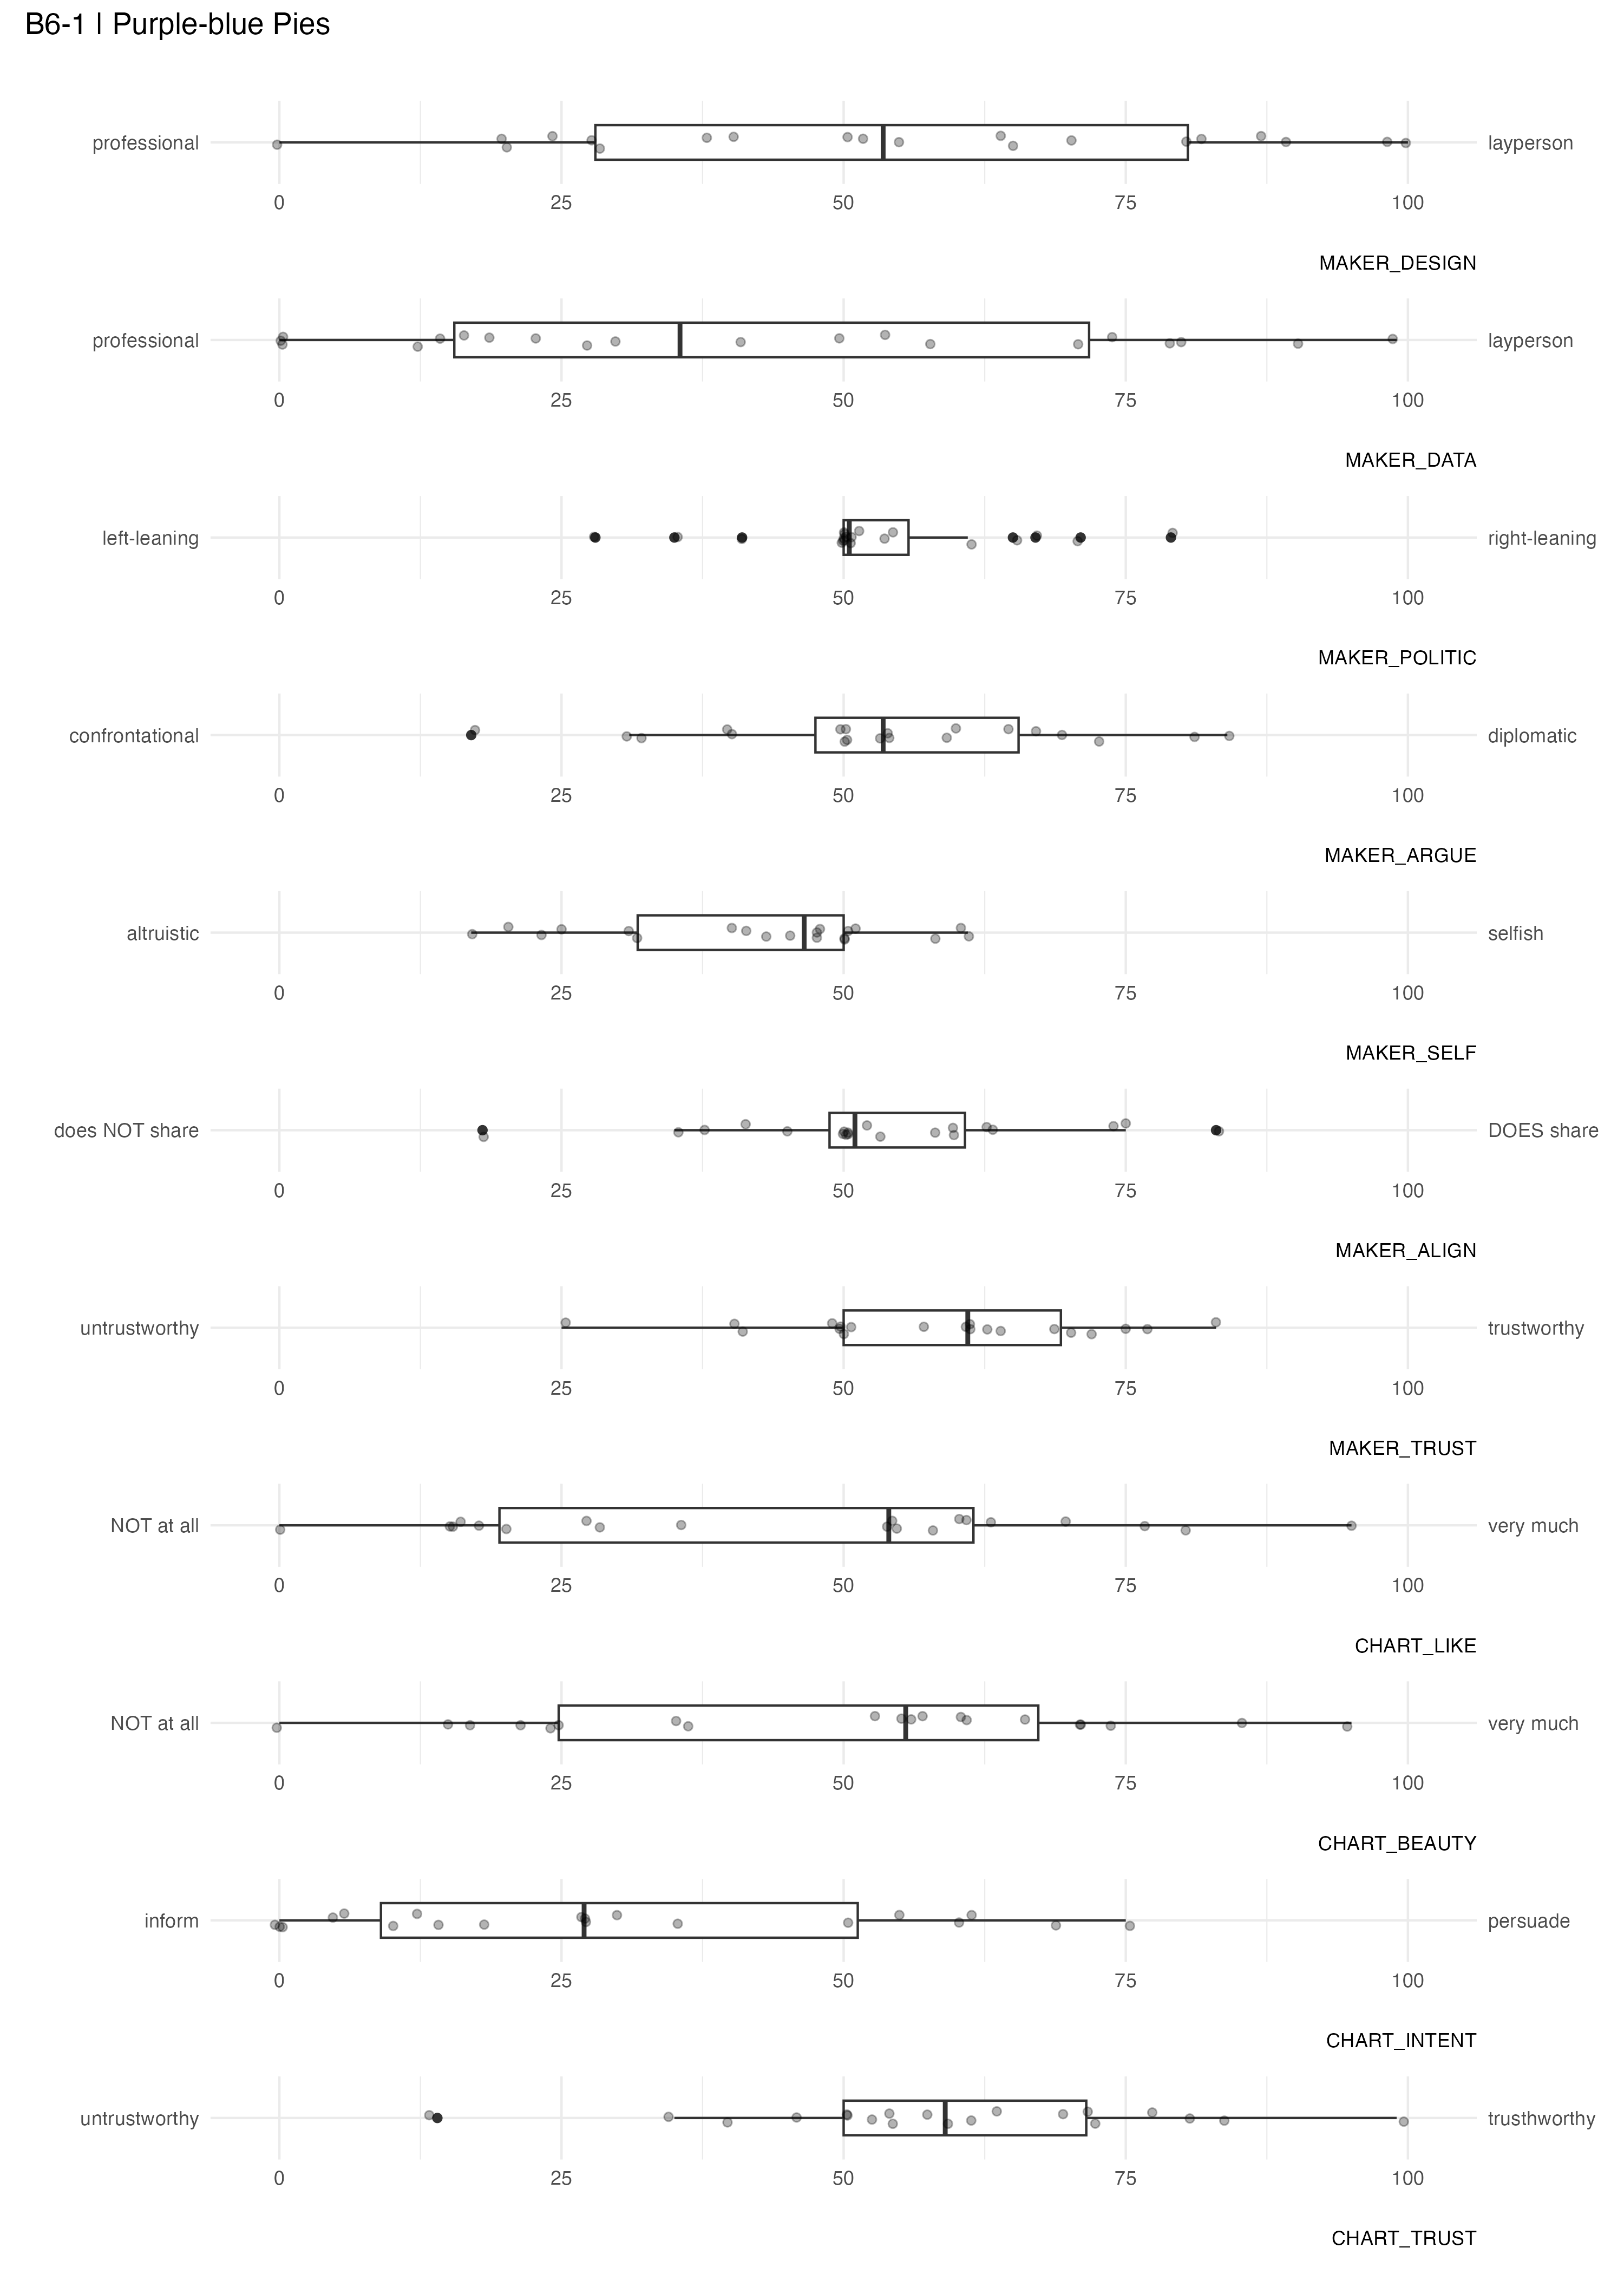 B6-1 | Purple-blue Pies
professional layperson
0 25 50 75 100
MAKER_DESIGN
professional layperson
0 25 50 75 100
MAKER_DATA
left-leaning right-leaning
0 25 50 75 100
MAKER_POLITIC
confrontational diplomatic
0 25 50 75 100
MAKER_ARGUE
altruistic selfish
0 25 50 75 100
MAKER_SELF
does NOT share DOES share
0 25 50 75 100
MAKER_ALIGN
untrustworthy trustworthy
0 25 50 75 100
MAKER_TRUST
NOT at all very much
0 25 50 75 100
CHART_LIKE
NOT at all very much
0 25 50 75 100
CHART_BEAUTY
inform persuade
0 25 50 75 100
CHART_INTENT
untrustworthy trusthworthy
0 25 50 75 100
CHART_TRUST